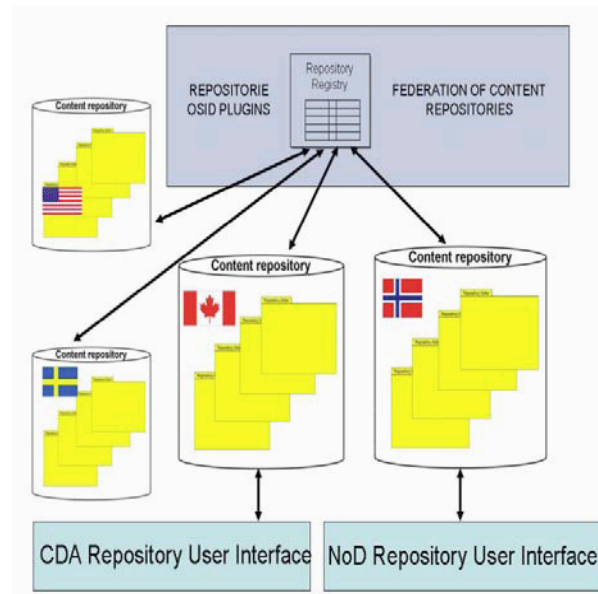 Repository
Registry
REPOSITORIE
OSID PLUGINS
FEDERATION OF CONTENT
REPOSITORIES
Content repository
Content repository
Content repository
Content repository
CDA Repository User Interface
NoD Repository User Interface